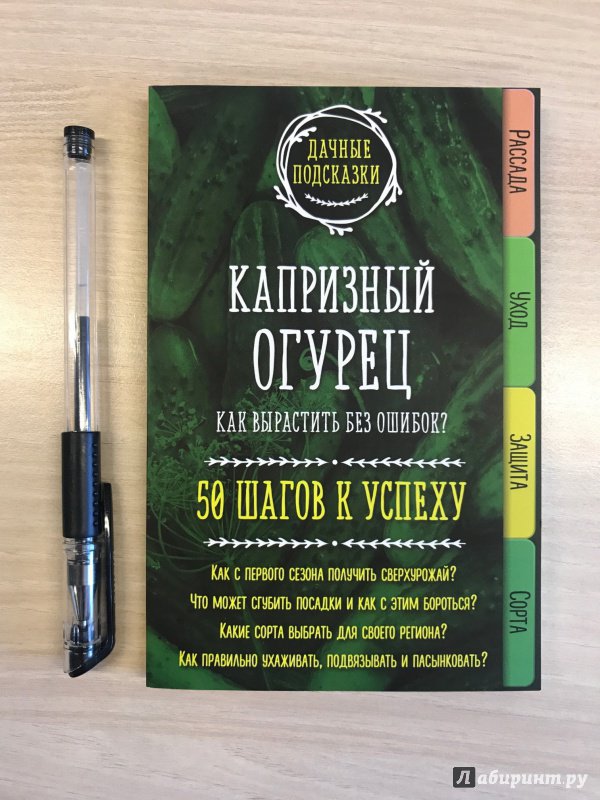 ДАЧНЫЕ
ПОДСКАЗКИ
КАПРИЗНЫЙ
ОГУРЕЦ
КАК ВЫРАСТИТЬ БЕЗ ОШИБОК?
50 ШАГОВ К УСПЕХУ
КАК С ПЕРВОГО СЕЗОНА ПОЛУЧИТЬ СВЕРХУРОЖАЙ?
ЧТО МОЖЕТ СГУБИТЬ ПОСАДКИ И КАК С ЭТИМ БОРОТЬСЯ?
КАКИЕ СОРТА ВЫБРАТЬ ДЛЯ СВОЕГО РЕГИОНА?
КАК ПРАВИЛЬНО УХАЖИВАТЬ, ПОДВЯЗЫВАТЬ И ПАСЫНКОВАТЬ?
РАССАДА
УХОД
ЗАЩИТА
СОРТА
Лабиринт.ру